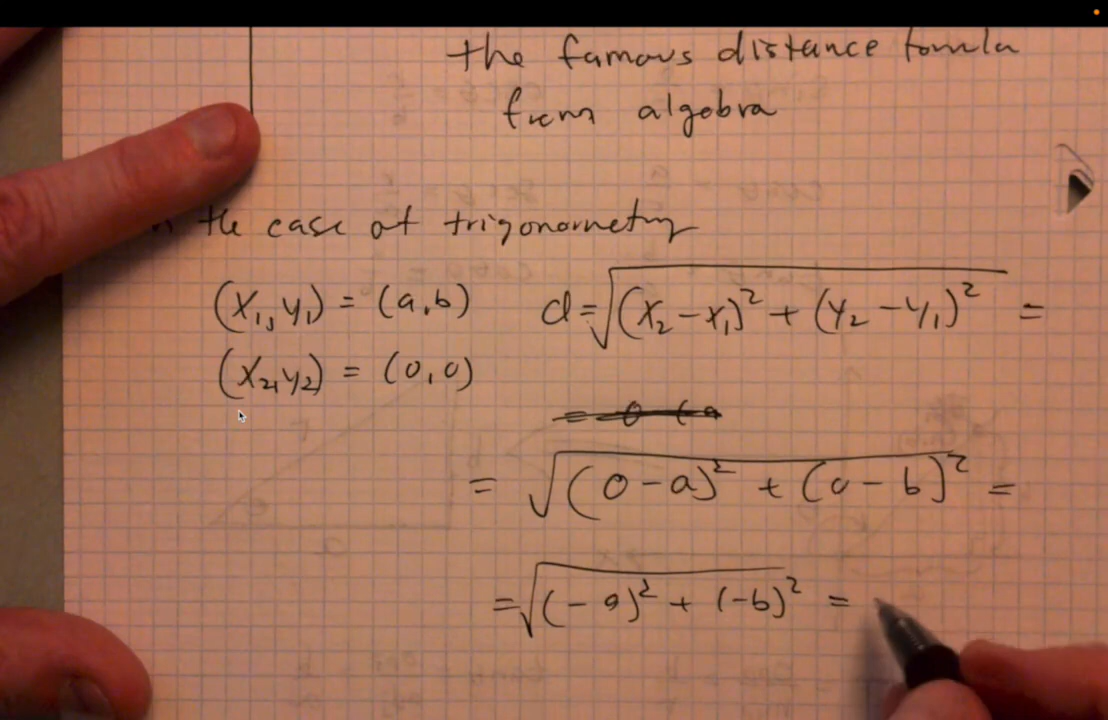 the famous distance fomula
from algebra
the case of trigonometry
(x₁, y₁) = (a, b) d = √((x₂ - x₁)² + (y₂ - y₁)²) =
(x₂, y₂) = (0, 0)
= √((0 - a)² + (0 - b)²) =
= √((-a)² + (-b)²) =